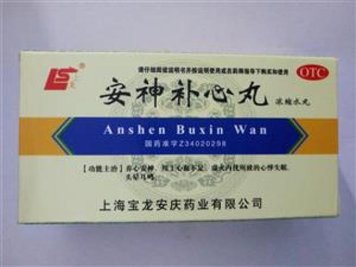 请仔细阅读说明书并按说明使用或在药师指导下购买和使用
OTC
LS
安神补心丸
浓缩水丸
Anshen Buxin Wan
国药准字Z34020298
【功能主治】养心安神。用于心血不足、虚火内扰所致的心悸失眠、
头晕耳鸣。
上海宝龙安庆药业有限公司